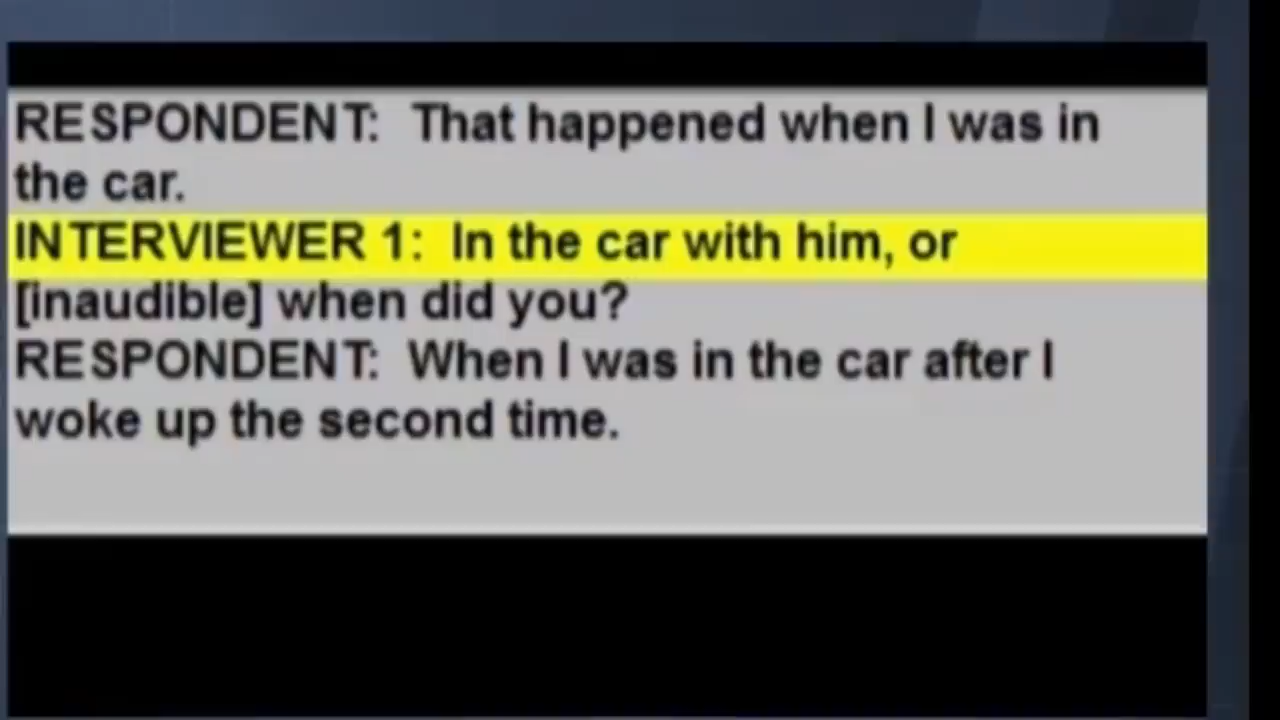 RESPONDENT: That happened when I was in
the car.
INTERVIEWER 1: In the car with him, or
[inaudible] when did you?
RESPONDENT: When I was in the car after I
woke up the second time.